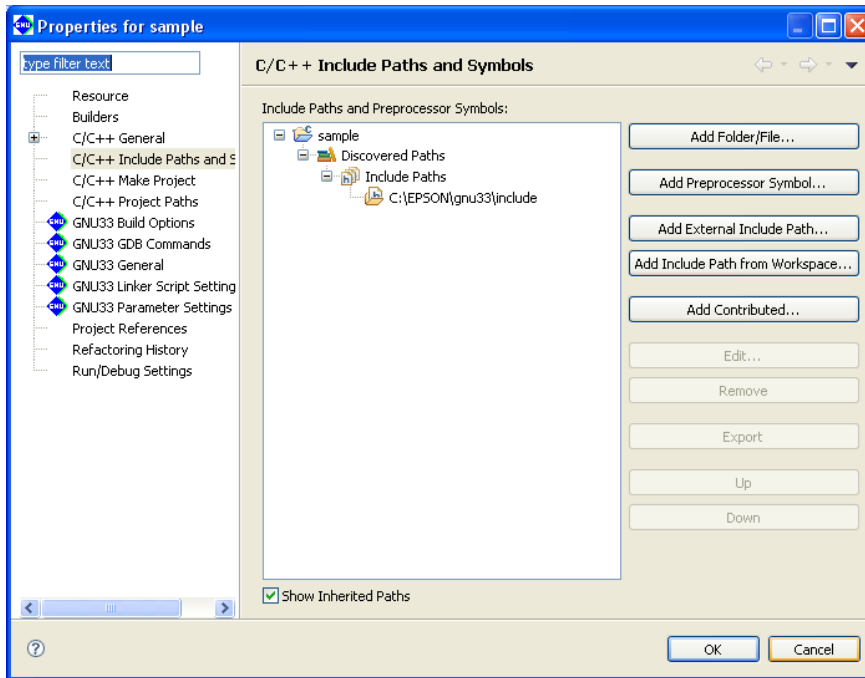 Properties for sample
type filter text
Resource
Builders
C/C++ General
C/C++ Include Paths and S
C/C++ Make Project
C/C++ Project Paths
GNU33 Build Options
GNU33 GDB Commands
GNU33 General
GNU33 Linker Script Setting
GNU33 Parameter Settings
Project References
Refactoring History
Run/Debug Settings
C/C++ Include Paths and Symbols
Include Paths and Preprocessor Symbols:
sample
Discovered Paths
Include Paths
C:\EPSON\gnu33\include
Add Folder/File...
Add Preprocessor Symbol...
Add External Include Path...
Add Include Path from Workspace...
Add Contributed...
Edit...
Remove
Export
Up
Down
Show Inherited Paths
OK
Cancel